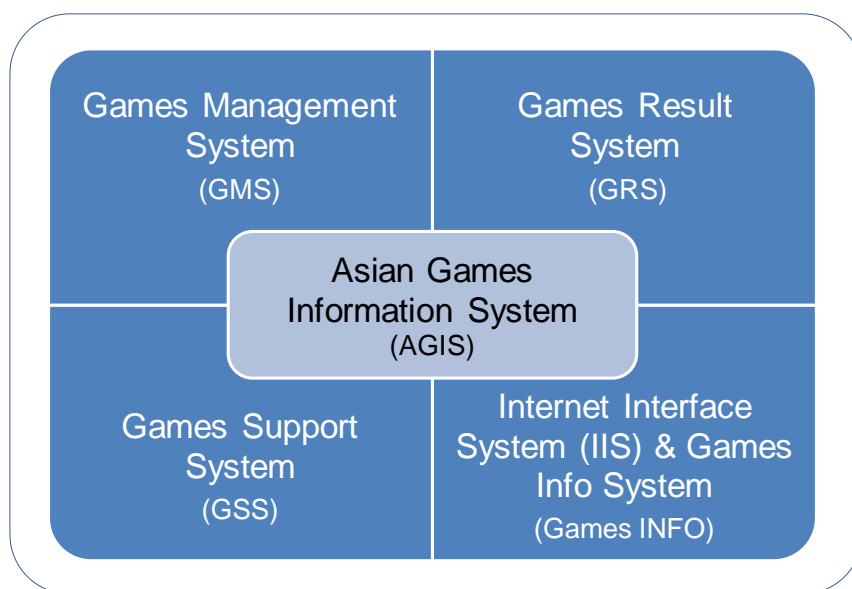 Games Management
System
(GMS)
Games Result
System
(GRS)
Asian Games
Information System
(AGIS)
Games Support
System
(GSS)
Internet Interface
System (IIS) & Games
Info System
(Games INFO)